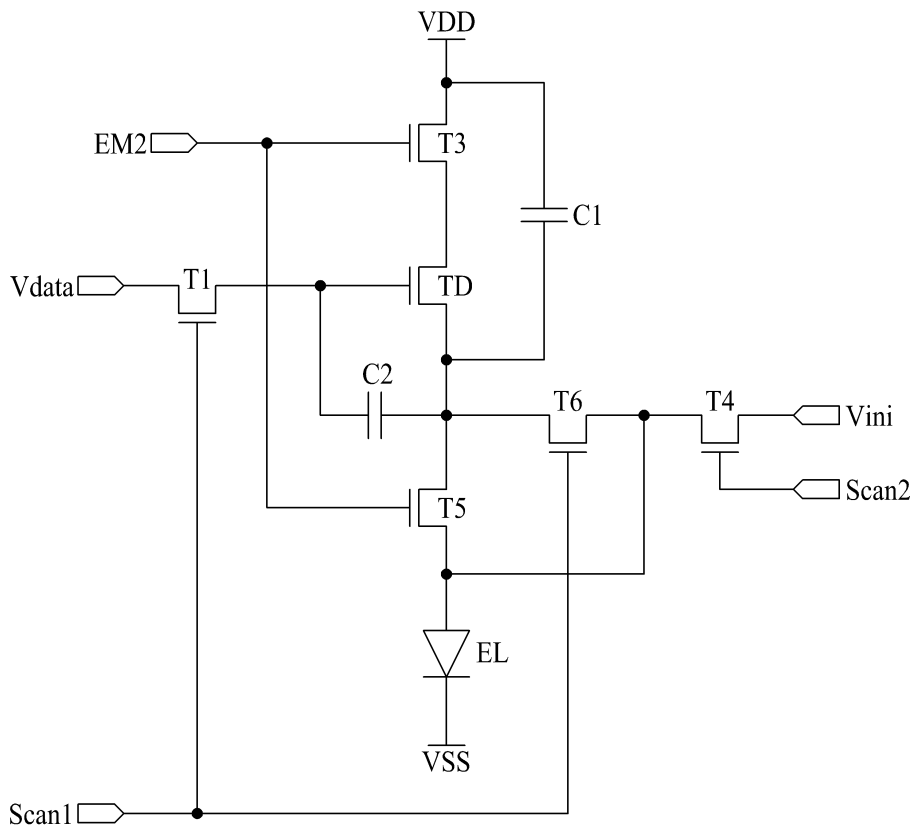 VDD
EM2
T3
C1
Vdata
T1
TD
C2
T6
T4
Vini
Scan2
T5
EL
VSS
Scan1